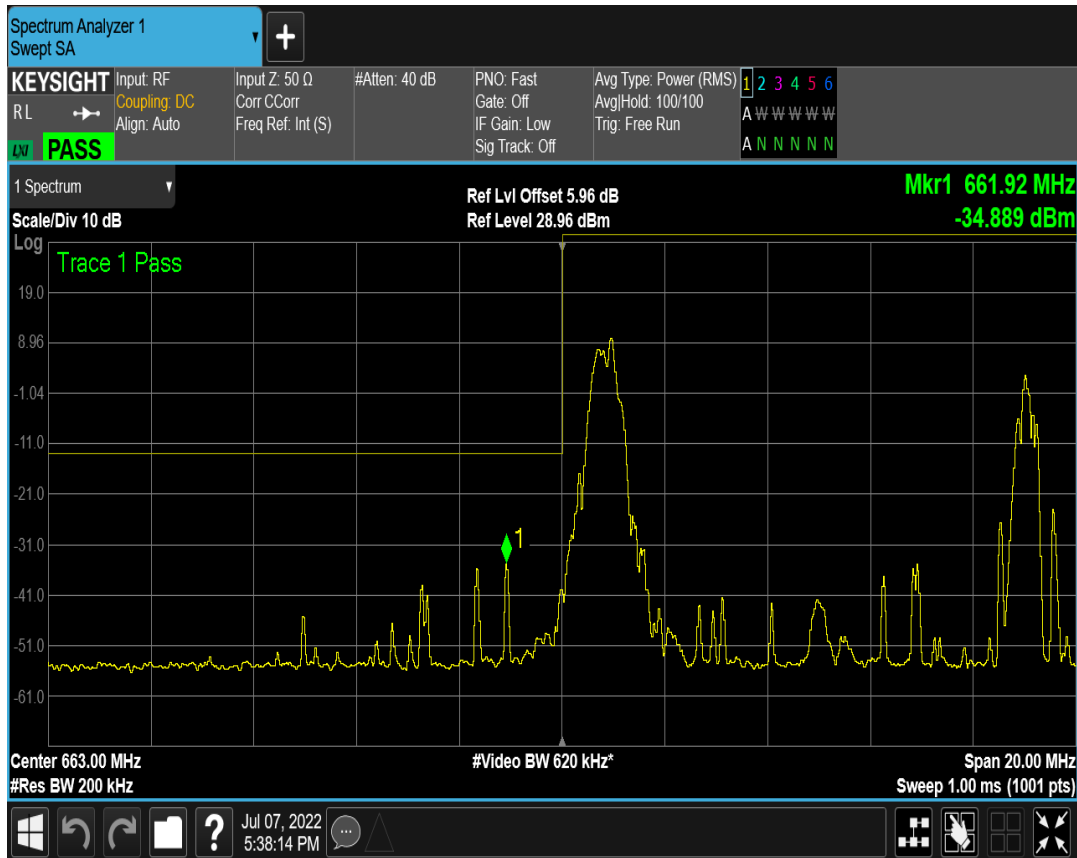 Spectrum Analyzer 1
Swept SA
+
KEYSIGHT Input: RF Input Z: 50 Ω #Atten: 40 dB PNO: Fast Avg Type: Power (RMS) 1 2 3 4 5 6
RL Coupling: DC Corr CCorr Gate: Off Avg|Hold: 100/100 A W W W W W
Align: Auto Freq Ref: Int (S) IF Gain: Low Trig: Free Run
LXI PASS Sig Track: Off A N N N N N
1 Spectrum Ref Lvl Offset 5.96 dB Mkr1 661.92 MHz
Scale/Div 10 dB Ref Level 28.96 dBm -34.889 dBm
Log
Trace 1 Pass
19.0
8.96
-1.04
-11.0
-21.0
-31.0
1
-41.0
-51.0
-61.0
Center 663.00 MHz #Video BW 620 kHz* Span 20.00 MHz
#Res BW 200 kHz Sweep 1.00 ms (1001 pts)
? Jul 07, 2022
5:38:14 PM